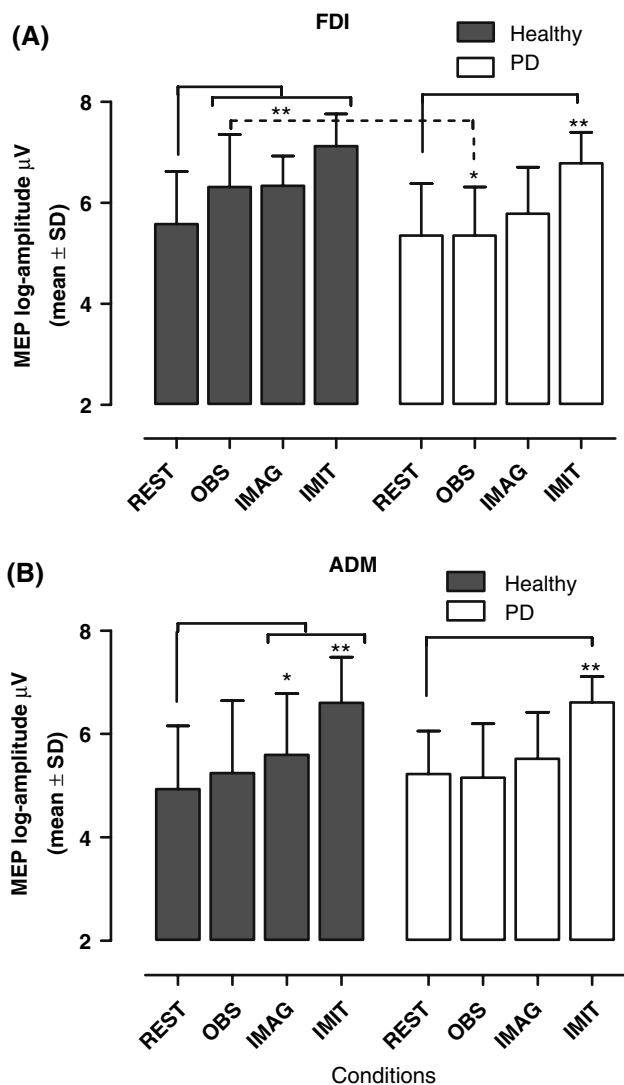 (A)
FDI
Healthy
PD
MEP log-amplitude µV
(mean ± SD)
8
6
4
2
**
*
**
REST
OBS
IMAG
IMIT
REST
OBS
IMAG
IMIT
(B)
ADM
Healthy
PD
MEP log-amplitude µV
(mean ± SD)
8
6
4
2
*
**
**
REST
OBS
IMAG
IMIT
REST
OBS
IMAG
IMIT
Conditions